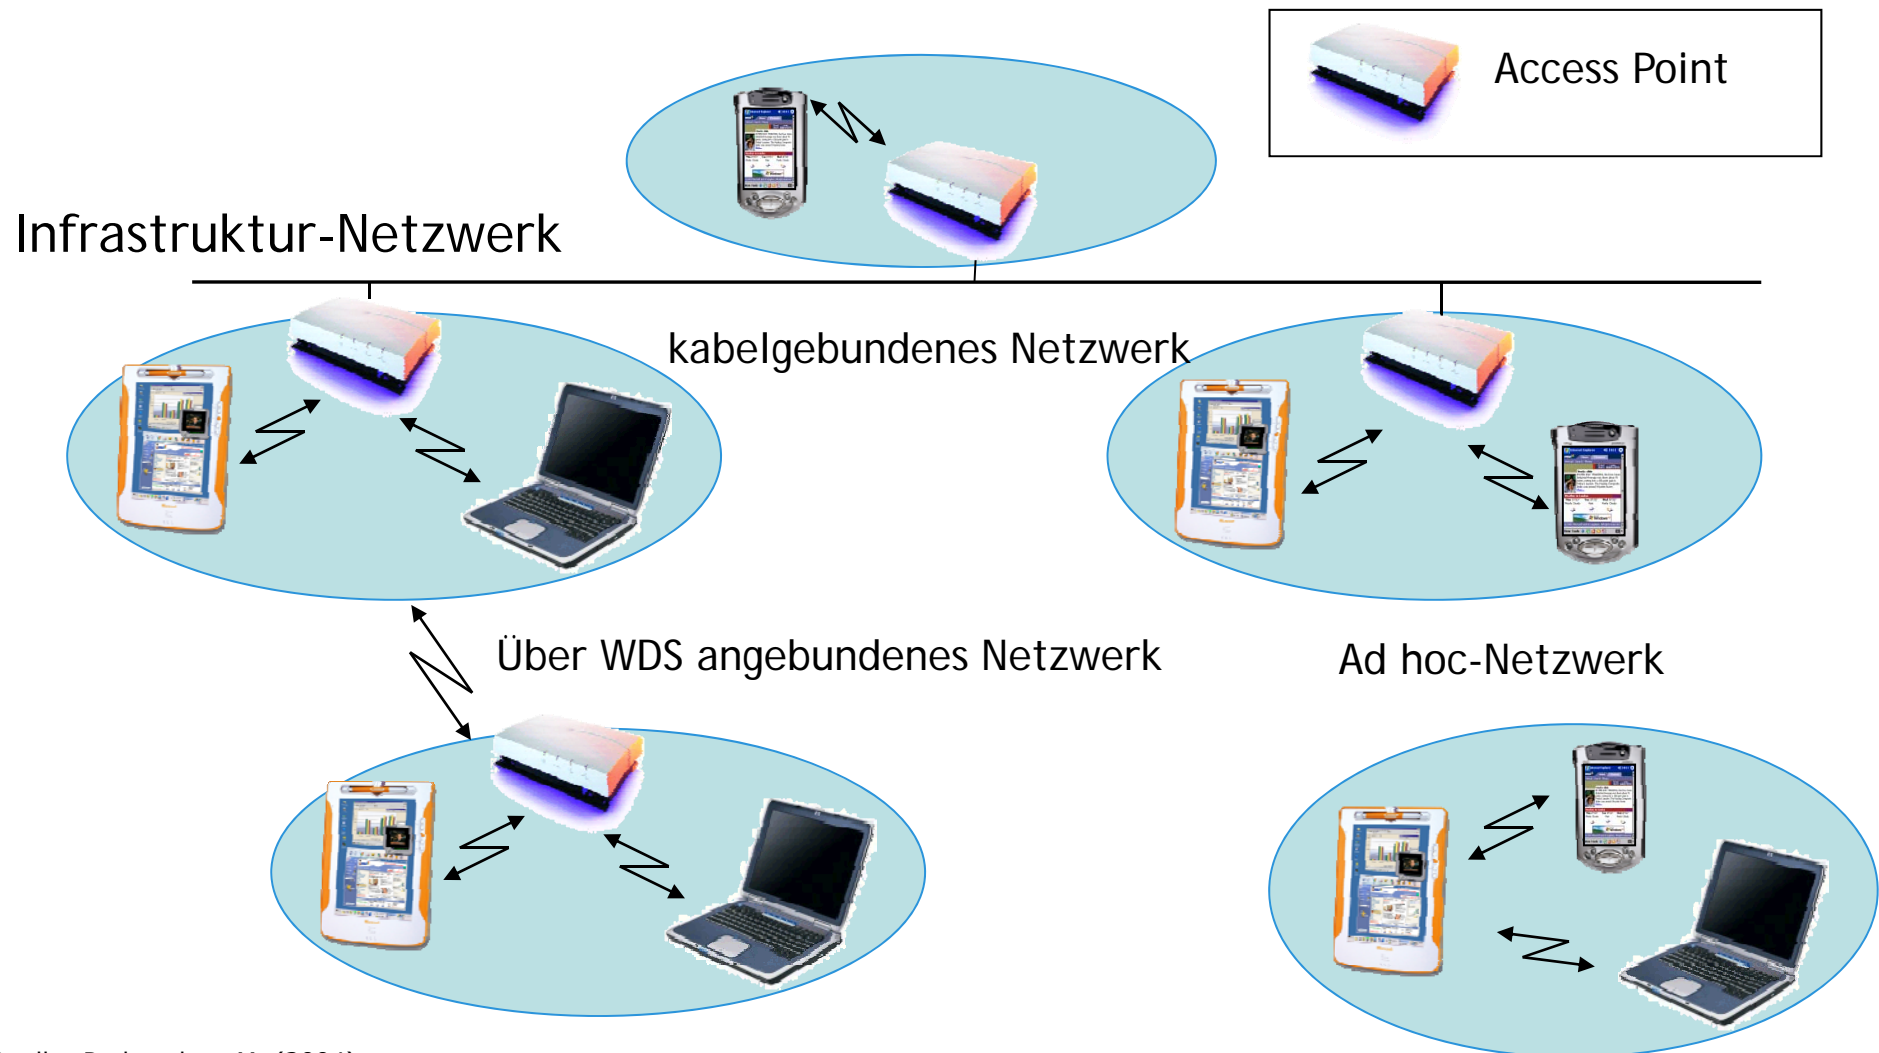 Access Point
Infrastruktur-Netzwerk
kabelgebundenes Netzwerk
Über WDS angebundenes Netzwerk
Ad hoc-Netzwerk